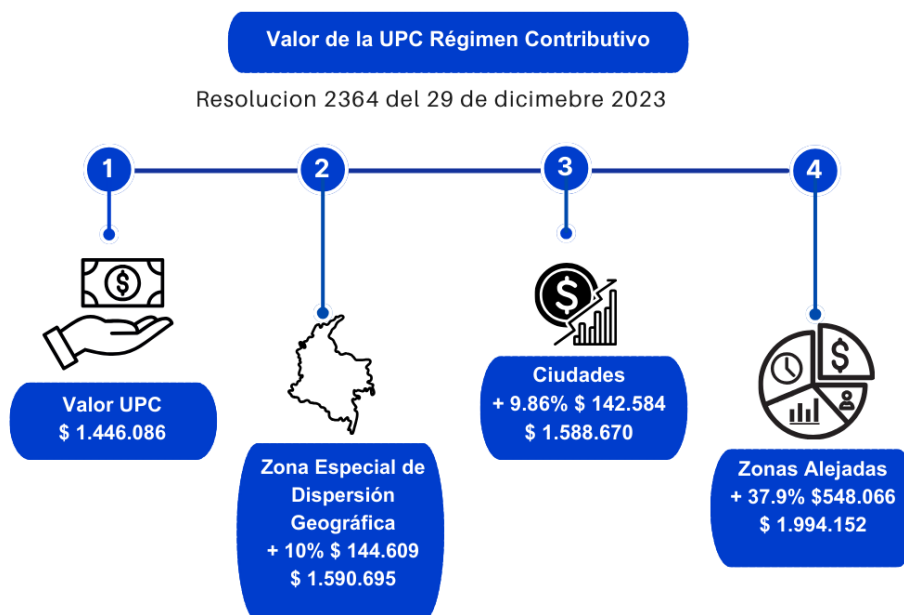 Valor de la UPC Régimen Contributivo
Resolucion 2364 del 29 de dicimebre 2023
1
2
3
4
$
$
$
Valor UPC
$ 1.446.086
Zona Especial de
Dispersión
Geográfica
+ 10% $ 144.609
$ 1.590.695
Ciudades
+ 9.86% $ 142.584
$ 1.588.670
Zonas Alejadas
+ 37.9% $548.066
$ 1.994.152